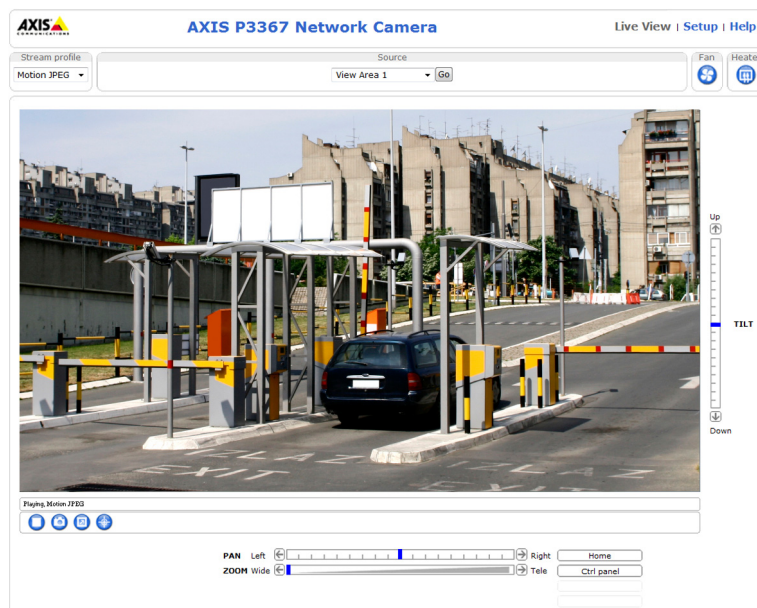 AXIS
COMMUNICATIONS
AXIS P3367 Network Camera
Live View | Setup | Help
Stream profile
Source
Fan
Heate
Motion JPEG
View Area 1
Go
Up
TILT
Down
IZLAZ
EXIT
IZLAZ
EXIT
Playing, Motion JPEG
PAN Left
Right
Home
ZOOM Wide
Tele
Ctrl panel